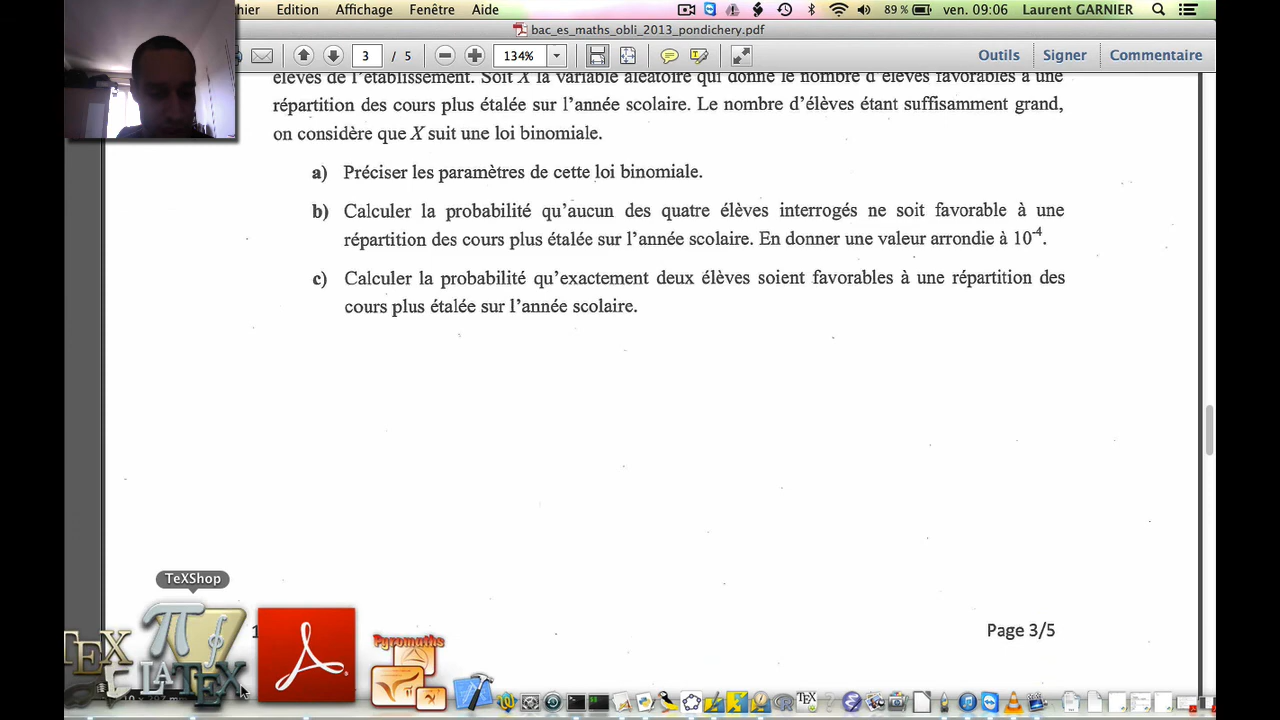 hier Edition Affichage Fenêtre Aide 89 % ven. 09:06 Laurent GARNIER
bac_es_maths_obli_2013_pondichery.pdf
3 / 5 134% Outils Signer Commentaire
élèves de l'établissement. Soit X la variable aléatoire qui donne le nombre d'élèves favorables à une
répartition des cours plus étalée sur l'année scolaire. Le nombre d'élèves étant suffisamment grand,
on considère que X suit une loi binomiale.
a) Préciser les paramètres de cette loi binomiale.
b) Calculer la probabilité qu'aucun des quatre élèves interrogés ne soit favorable à une
répartition des cours plus étalée sur l'année scolaire. En donner une valeur arrondie à 10⁻⁴.
c) Calculer la probabilité qu'exactement deux élèves soient favorables à une répartition des
cours plus étalée sur l'année scolaire.
TeXShop
Page 3/5
TEX
LATEX
Pyromaths
TEX